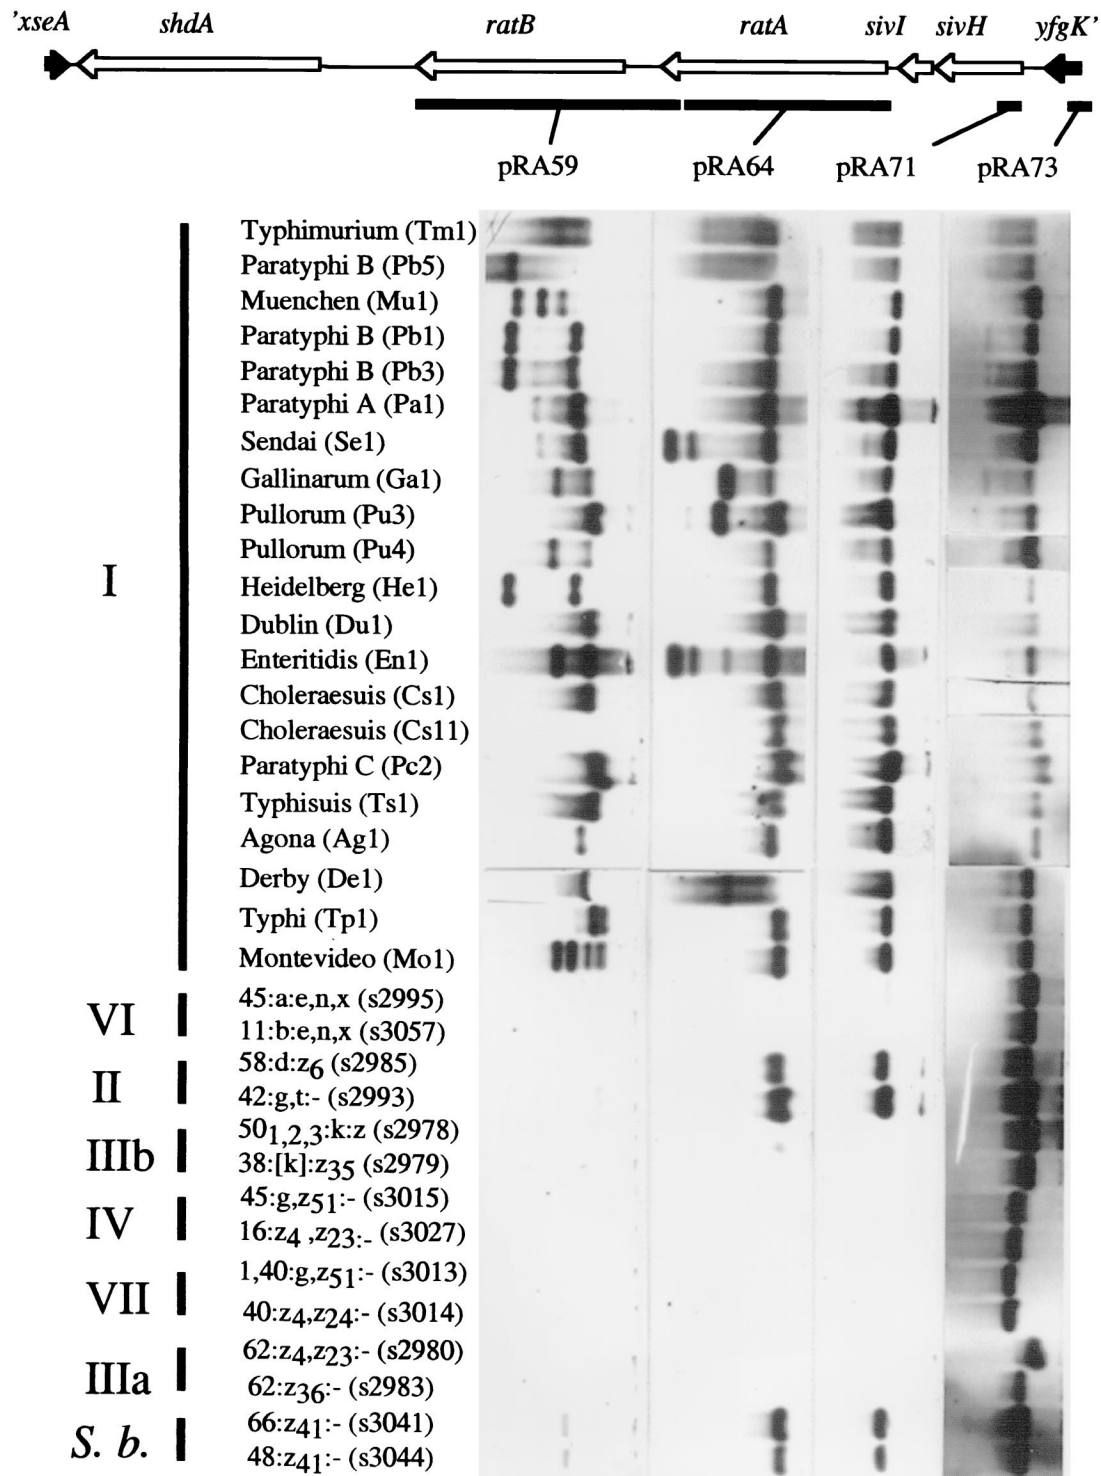 'xseA shdA ratB ratA sivI sivH yfgK'
pRA59 pRA64 pRA71 pRA73
Typhimurium (Tm1)
Paratyphi B (Pb5)
Muenchen (Mu1)
Paratyphi B (Pb1)
Paratyphi B (Pb3)
Paratyphi A (Pa1)
Sendai (Se1)
Gallinarum (Ga1)
Pullorum (Pu3)
Pullorum (Pu4)
I
Heidelberg (He1)
Dublin (Du1)
Enteritidis (En1)
Choleraesuis (Cs1)
Choleraesuis (Cs11)
Paratyphi C (Pc2)
Typhisuis (Ts1)
Agona (Ag1)
Derby (De1)
Typhi (Tp1)
Montevideo (Mo1)
VI
45:a:e,n,x (s2995)
11:b:e,n,x (s3057)
II
58:d:z6 (s2985)
42:g,t:- (s2993)
IIIb
501,2,3:k:z (s2978)
38:[k]:z35 (s2979)
IV
45:g,z51:- (s3015)
16:z4,z23:- (s3027)
VII
1,40:g,z51:- (s3013)
40:z4,z24:- (s3014)
IIIa
62:z4,z23:- (s2980)
62:z36:- (s2983)
S. b.
66:z41:- (s3041)
48:z41:- (s3044)